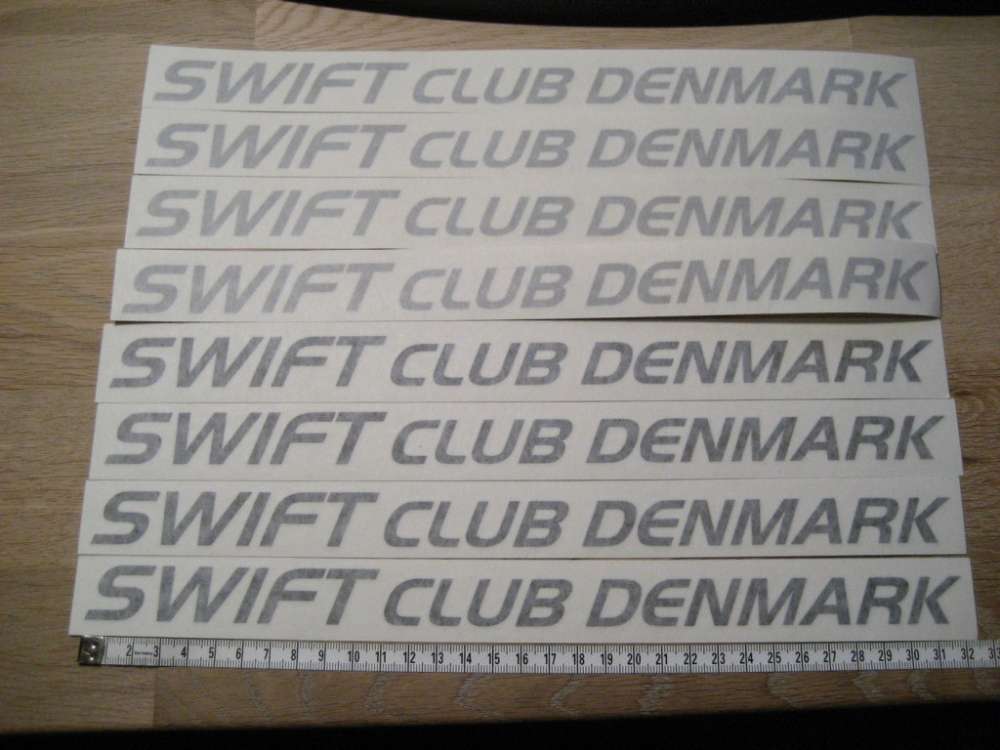 SWIFT CLUB DENMARK
SWIFT CLUB DENMARK
SWIFT CLUB DENMARK
SWIFT CLUB DENMARK
SWIFT CLUB DENMARK
SWIFT CLUB DENMARK
SWIFT CLUB DENMARK
SWIFT CLUB DENMARK
2 3 4 5 6 7 8 9 10 11 12 13 14 15 16 17 18 19 20 21 22 23 24 25 26 27 28 29 30 31 32 33